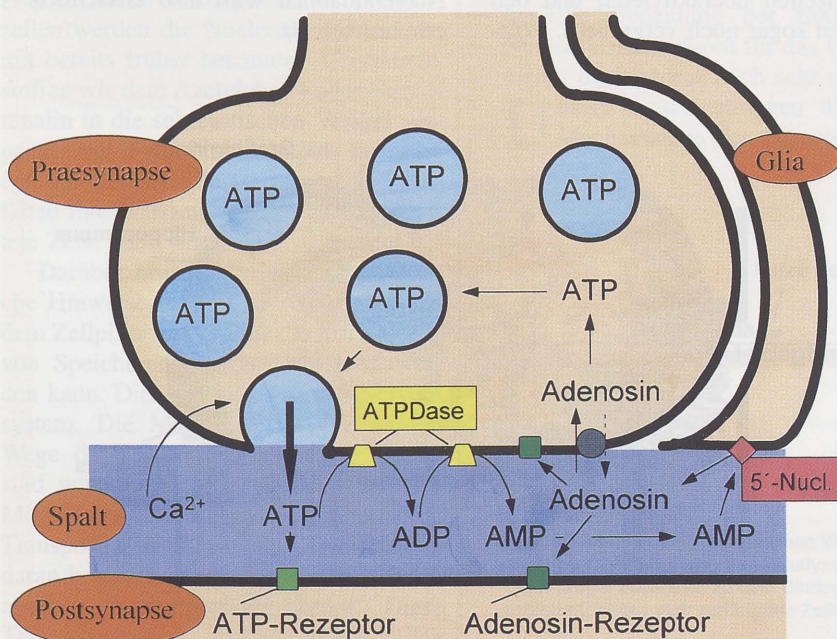 Praesynapse
Glia
ATP
ATP
ATP
ATP
ATP
ATP
Adenosin
ATPDase
5´-Nucl.
Spalt
Ca²⁺
ATP
ADP
AMP
Adenosin
AMP
Postsynapse
ATP-Rezeptor
Adenosin-Rezeptor